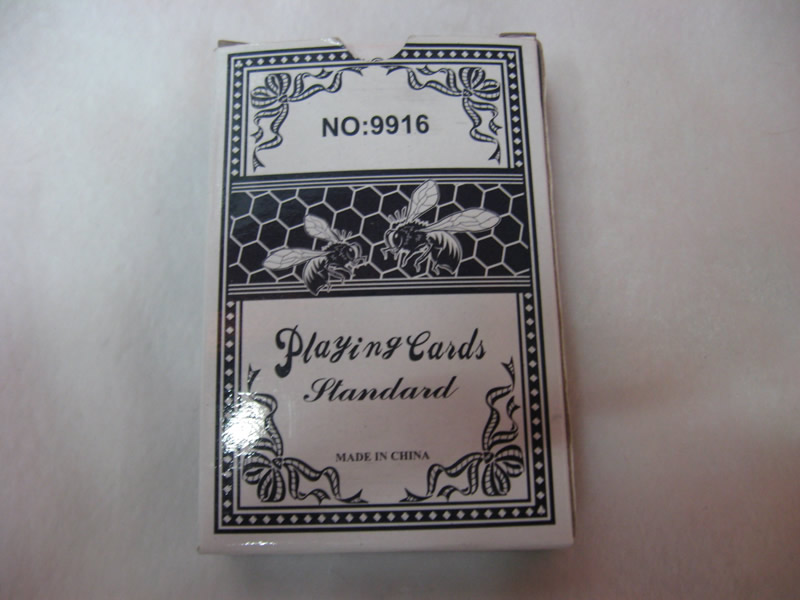 NO:9916
Playing Cards
Standard
MADE IN CHINA